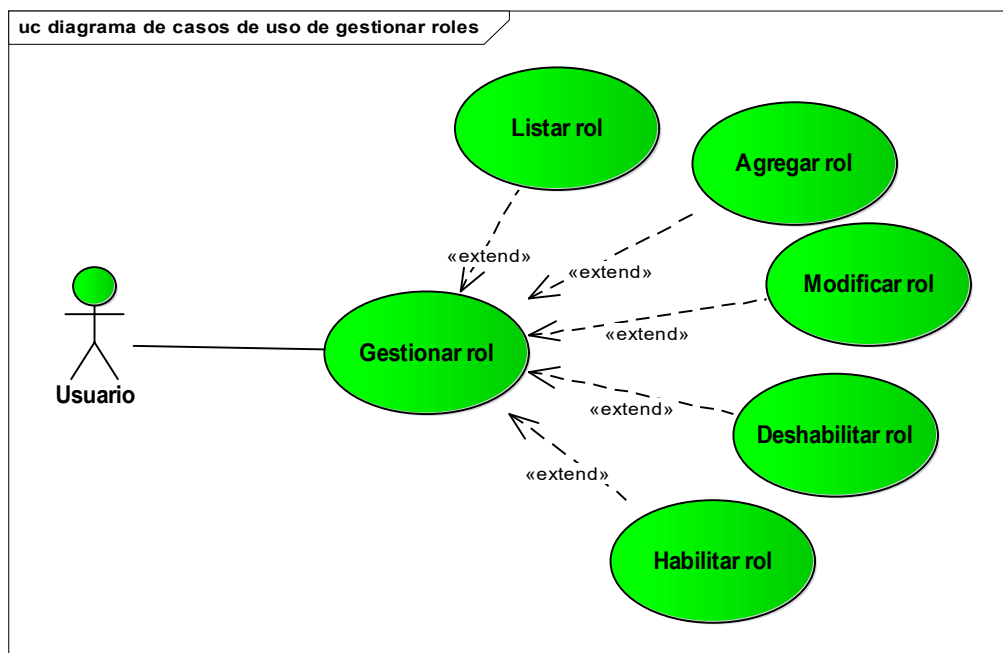 uc diagrama de casos de uso de gestionar roles
Listar rol
Agregar rol
«extend»
«extend»
Modificar rol
«extend»
Gestionar rol
Usuario
«extend»
Deshabilitar rol
«extend»
Habilitar rol